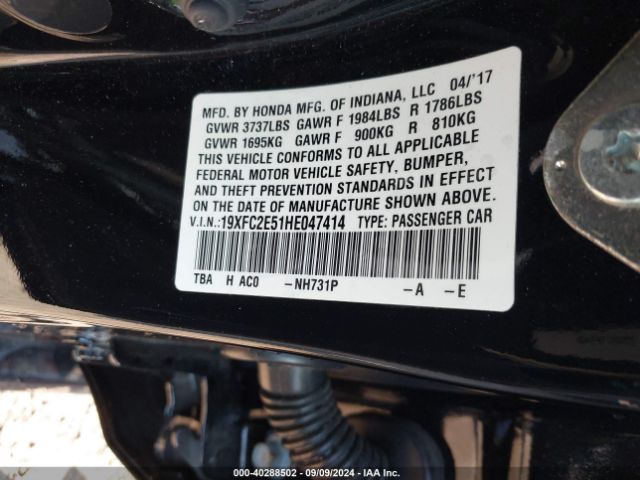 MFD. BY HONDA MFG. OF INDIANA, LLC 04/'17
GVWR 3737LBS GAWR F 1984LBS R 1786LBS
GVWR 1695KG GAWR F 900KG R 810KG
THIS VEHICLE CONFORMS TO ALL APPLICABLE
FEDERAL MOTOR VEHICLE SAFETY, BUMPER,
AND THEFT PREVENTION STANDARDS IN EFFECT
ON THE DATE OF MANUFACTURE SHOWN ABOVE.
V.I.N.:19XFC2E51HE047414 TYPE: PASSENGER CAR
TBA H AC0 -NH731P -A -E
000-40288502 - 09/09/2024 - IAA Inc.